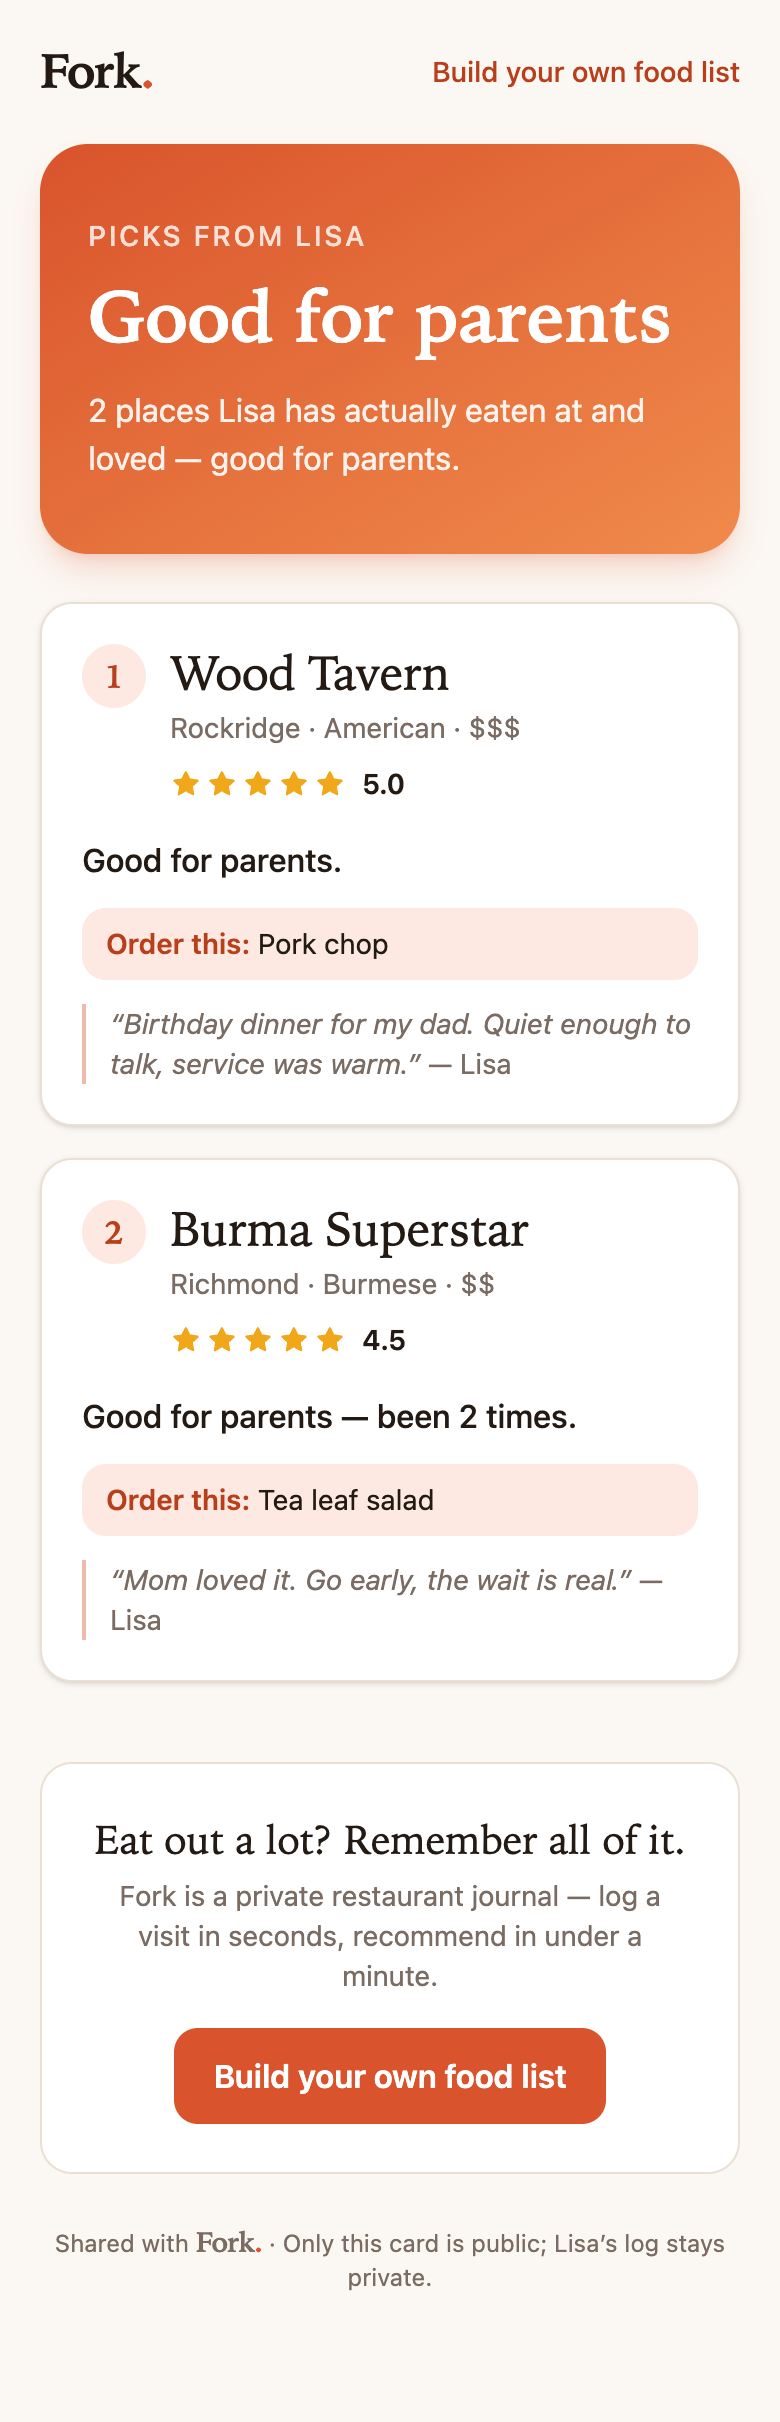 Fork.
Build your own food list
PICKS FROM LISA
Good for parents
2 places Lisa has actually eaten at and
loved — good for parents.
1
Wood Tavern
Rockridge · American · $$$
5.0
Good for parents.
Order this: Pork chop
“Birthday dinner for my dad. Quiet enough to
talk, service was warm.” — Lisa
2
Burma Superstar
Richmond · Burmese · $$
4.5
Good for parents — been 2 times.
Order this: Tea leaf salad
“Mom loved it. Go early, the wait is real.” —
Lisa
Eat out a lot? Remember all of it.
Fork is a private restaurant journal — log a
visit in seconds, recommend in under a
minute.
Build your own food list
Shared with Fork. · Only this card is public; Lisa’s log stays
private.